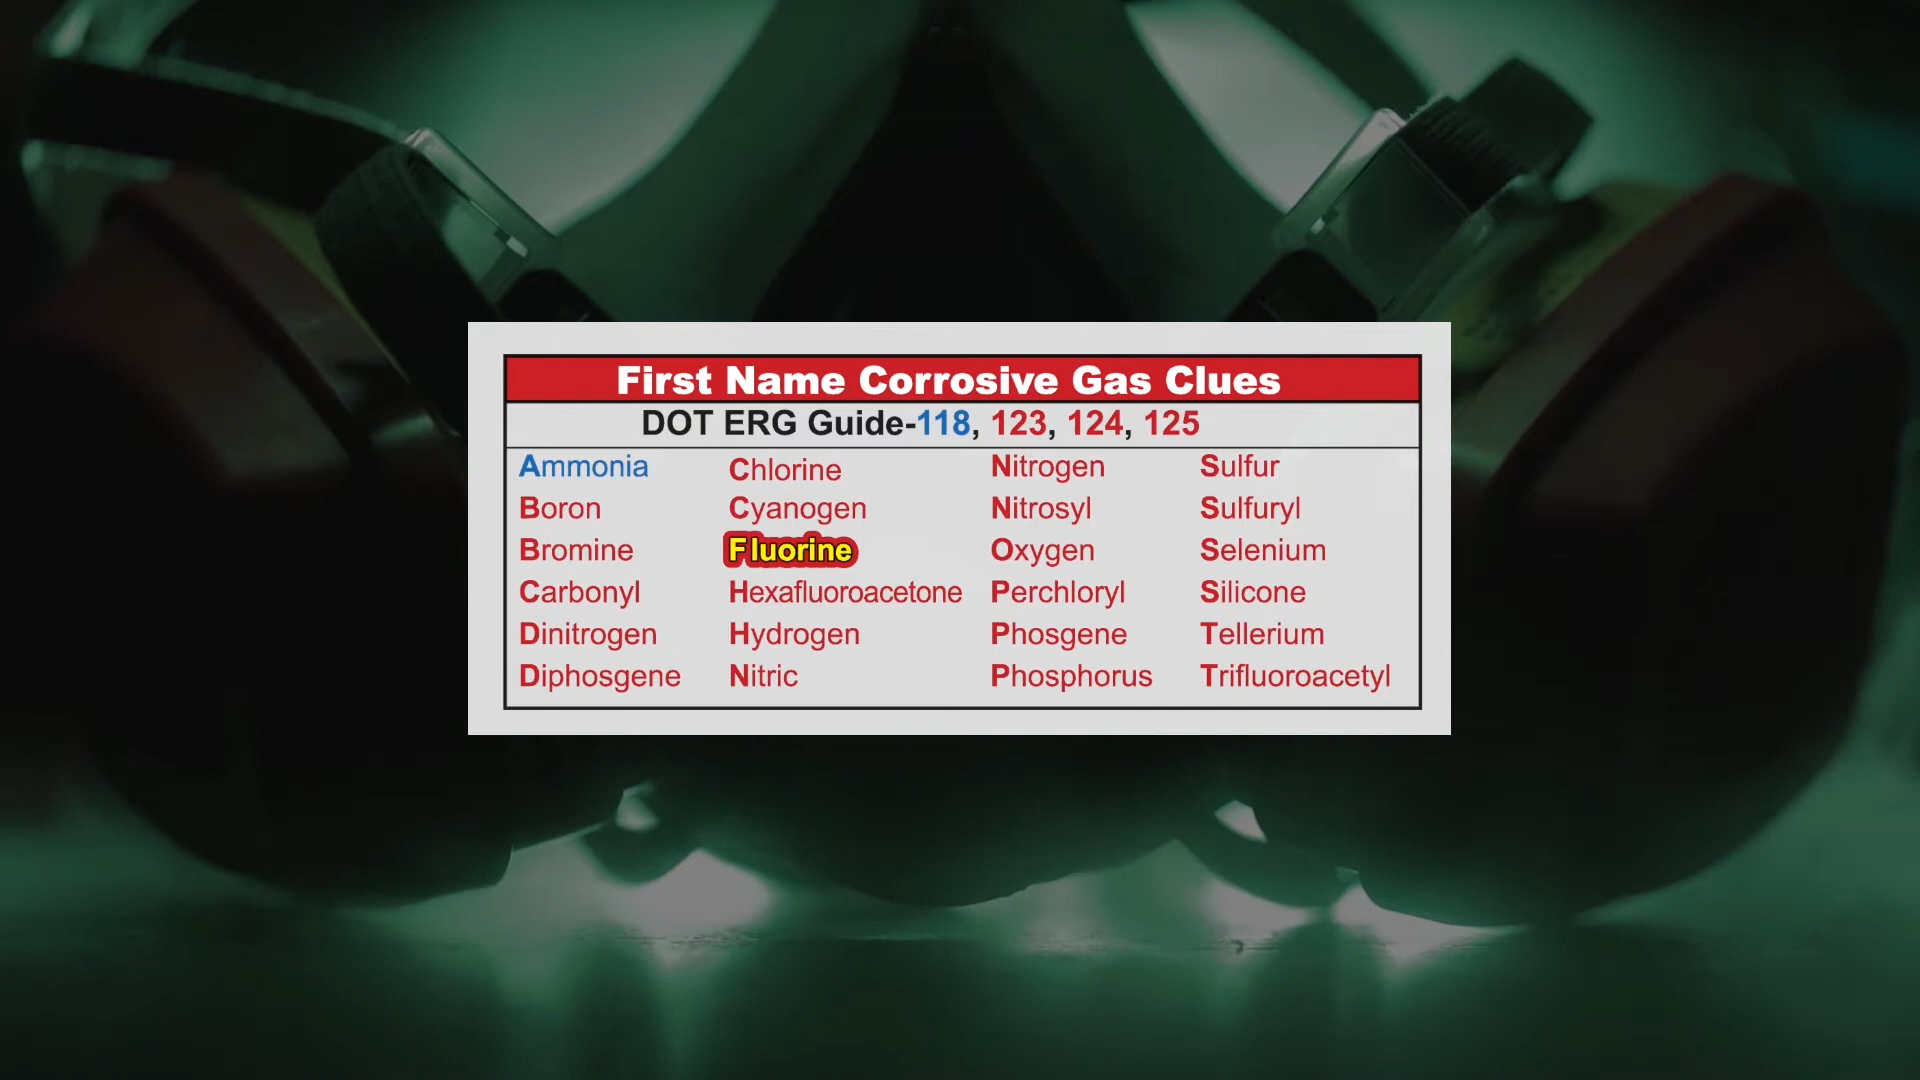 First Name Corrosive Gas Clues
DOT ERG Guide-118, 123, 124, 125
Ammonia Chlorine Nitrogen Sulfur
Boron Cyanogen Nitrosyl Sulfuryl
Bromine Fluorine Oxygen Selenium
Carbonyl Hexafluoroacetone Perchloryl Silicone
Dinitrogen Hydrogen Phosgene Tellerium
Diphosgene Nitric Phosphorus Trifluoroacetyl